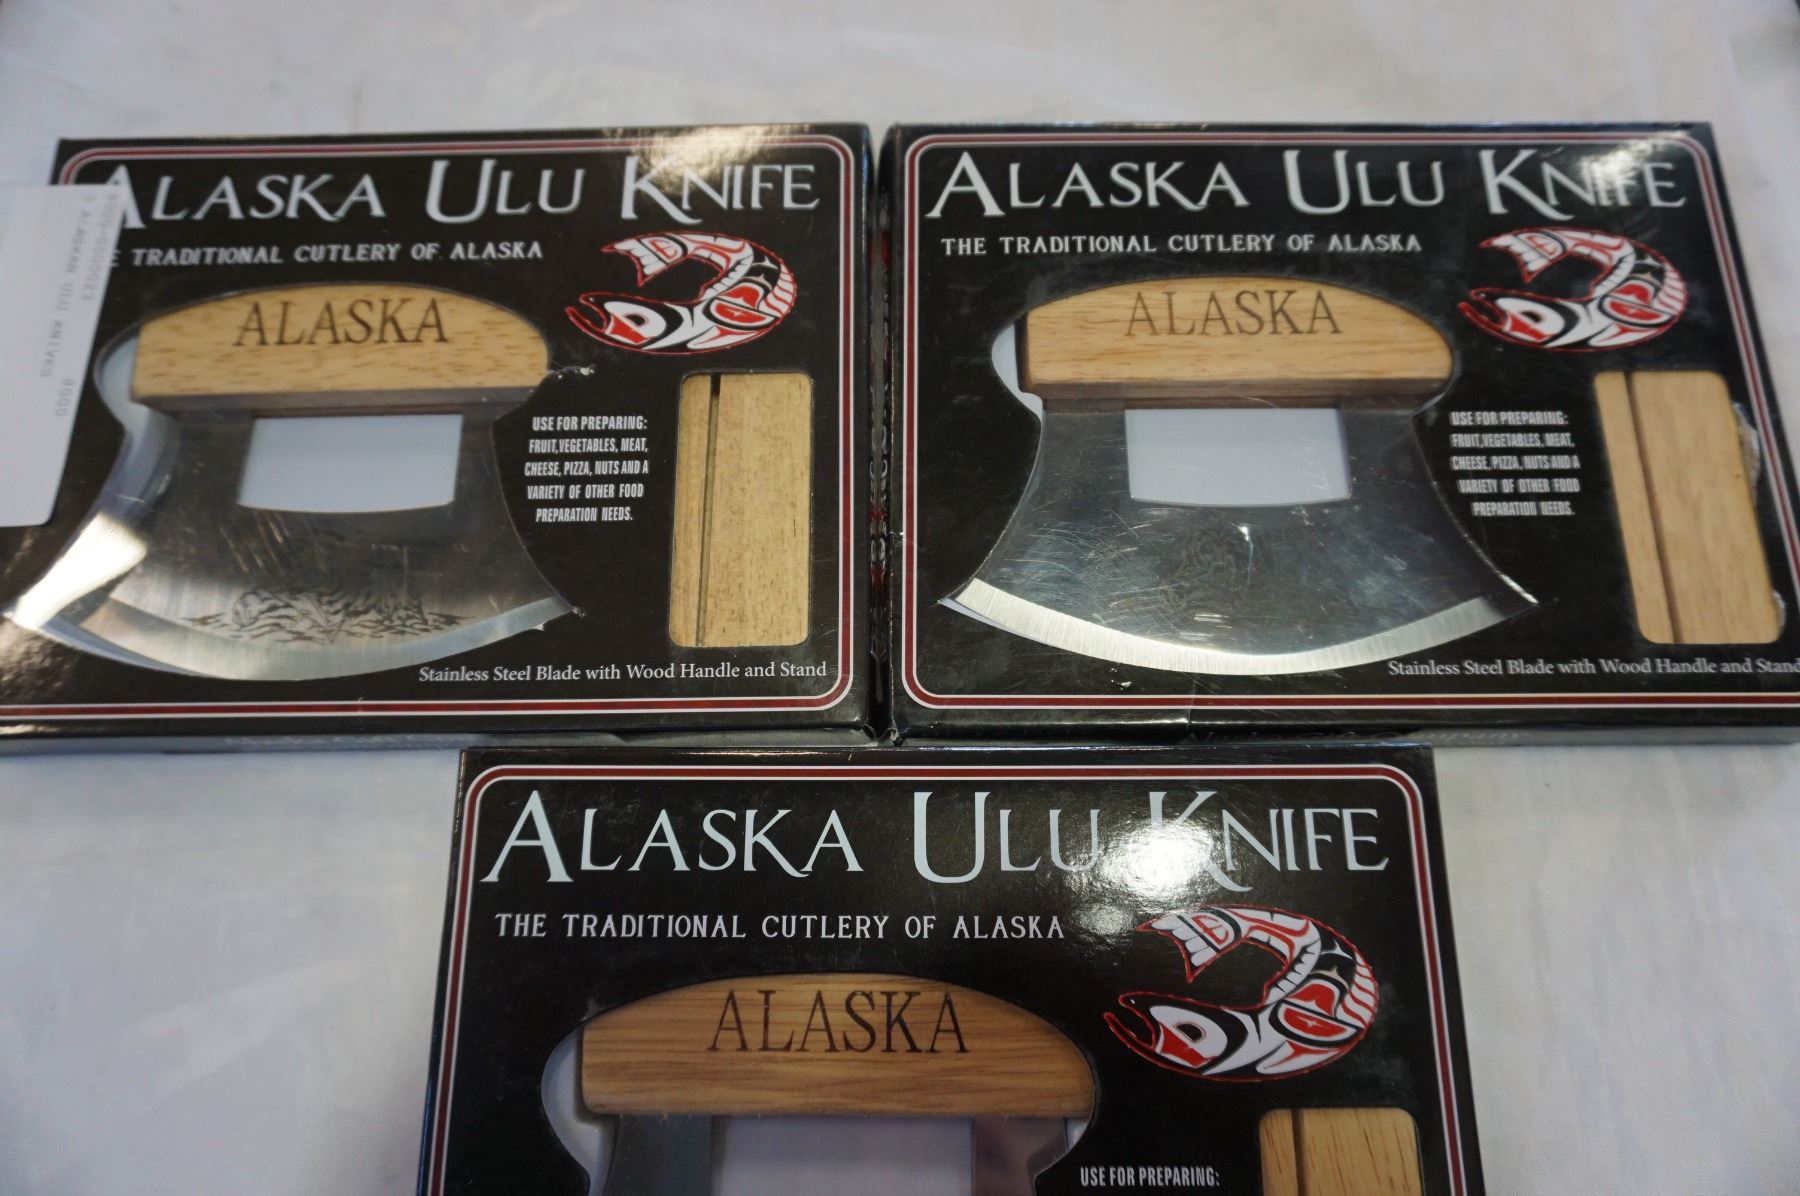 ALASKA ULU KNIFE
TRADITIONAL CUTLERY OF ALASKA
ALASKA
USE FOR PREPARING:
FRUIT, VEGETABLES, MEAT,
CHEESE, PIZZA, NUTS AND A
VARIETY OF OTHER FOOD
PREPARATION NEEDS.
Stainless Steel Blade with Wood Handle and Stand
3 ALASKAN ULU KNIVES
ALASKA ULU KNIFE
THE TRADITIONAL CUTLERY OF ALASKA
ALASKA
USE FOR PREPARING:
FRUIT, VEGETABLES, MEAT,
CHEESE, PIZZA, NUTS AND A
VARIETY OF OTHER FOOD
PREPARATION NEEDS.
Stainless Steel Blade with Wood Handle and Stand
ALASKA ULU KNIFE
THE TRADITIONAL CUTLERY OF ALASKA
ALASKA
USE FOR PREPARING: